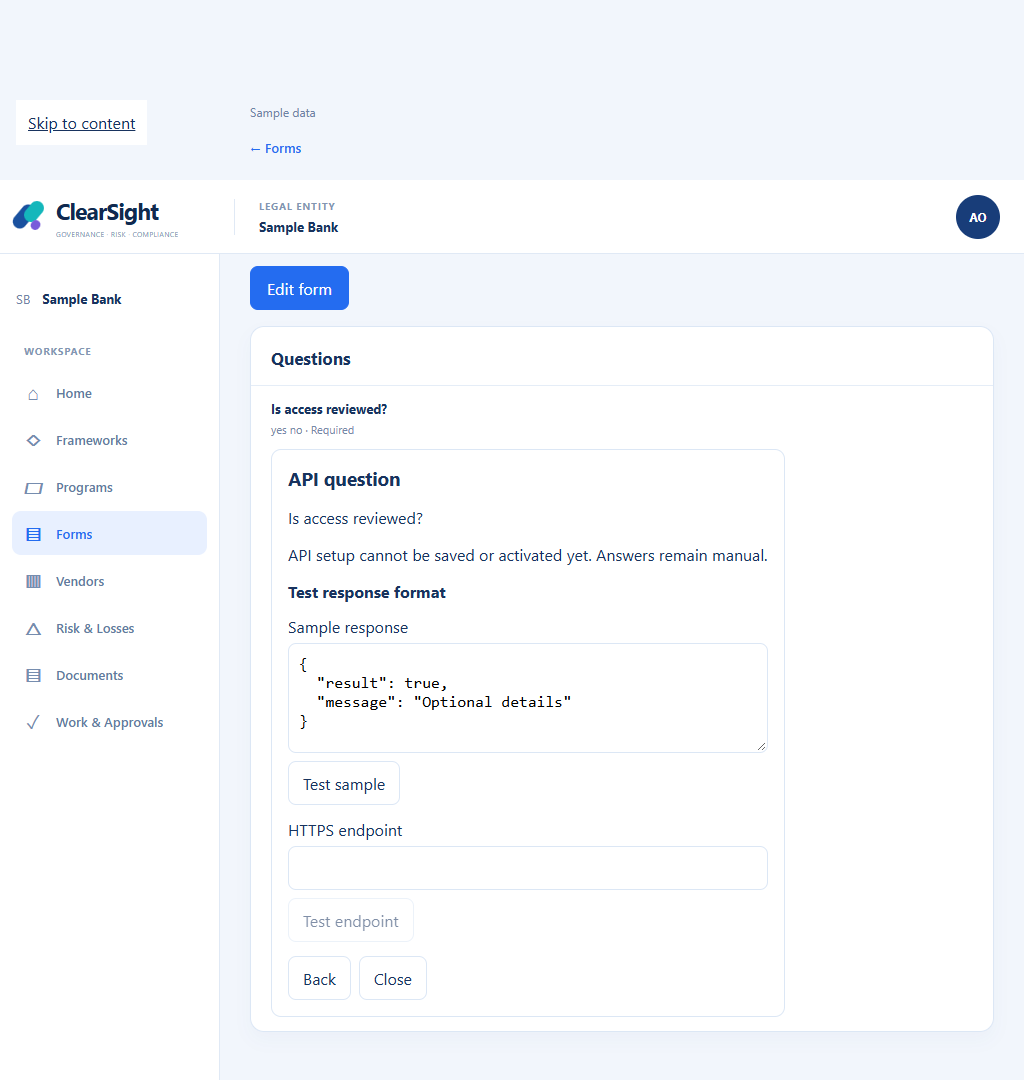 Skip to content
Sample data
← Forms
ClearSight
GOVERNANCE · RISK · COMPLIANCE
LEGAL ENTITY
Sample Bank
AO
SB Sample Bank
WORKSPACE
Home
Frameworks
Programs
Forms
Vendors
Risk & Losses
Documents
Work & Approvals
Edit form
Questions
Is access reviewed?
yes no · Required
API question
Is access reviewed?
API setup cannot be saved or activated yet. Answers remain manual.
Test response format
Sample response
{
  "result": true,
  "message": "Optional details"
}
Test sample
HTTPS endpoint
Test endpoint
Back
Close